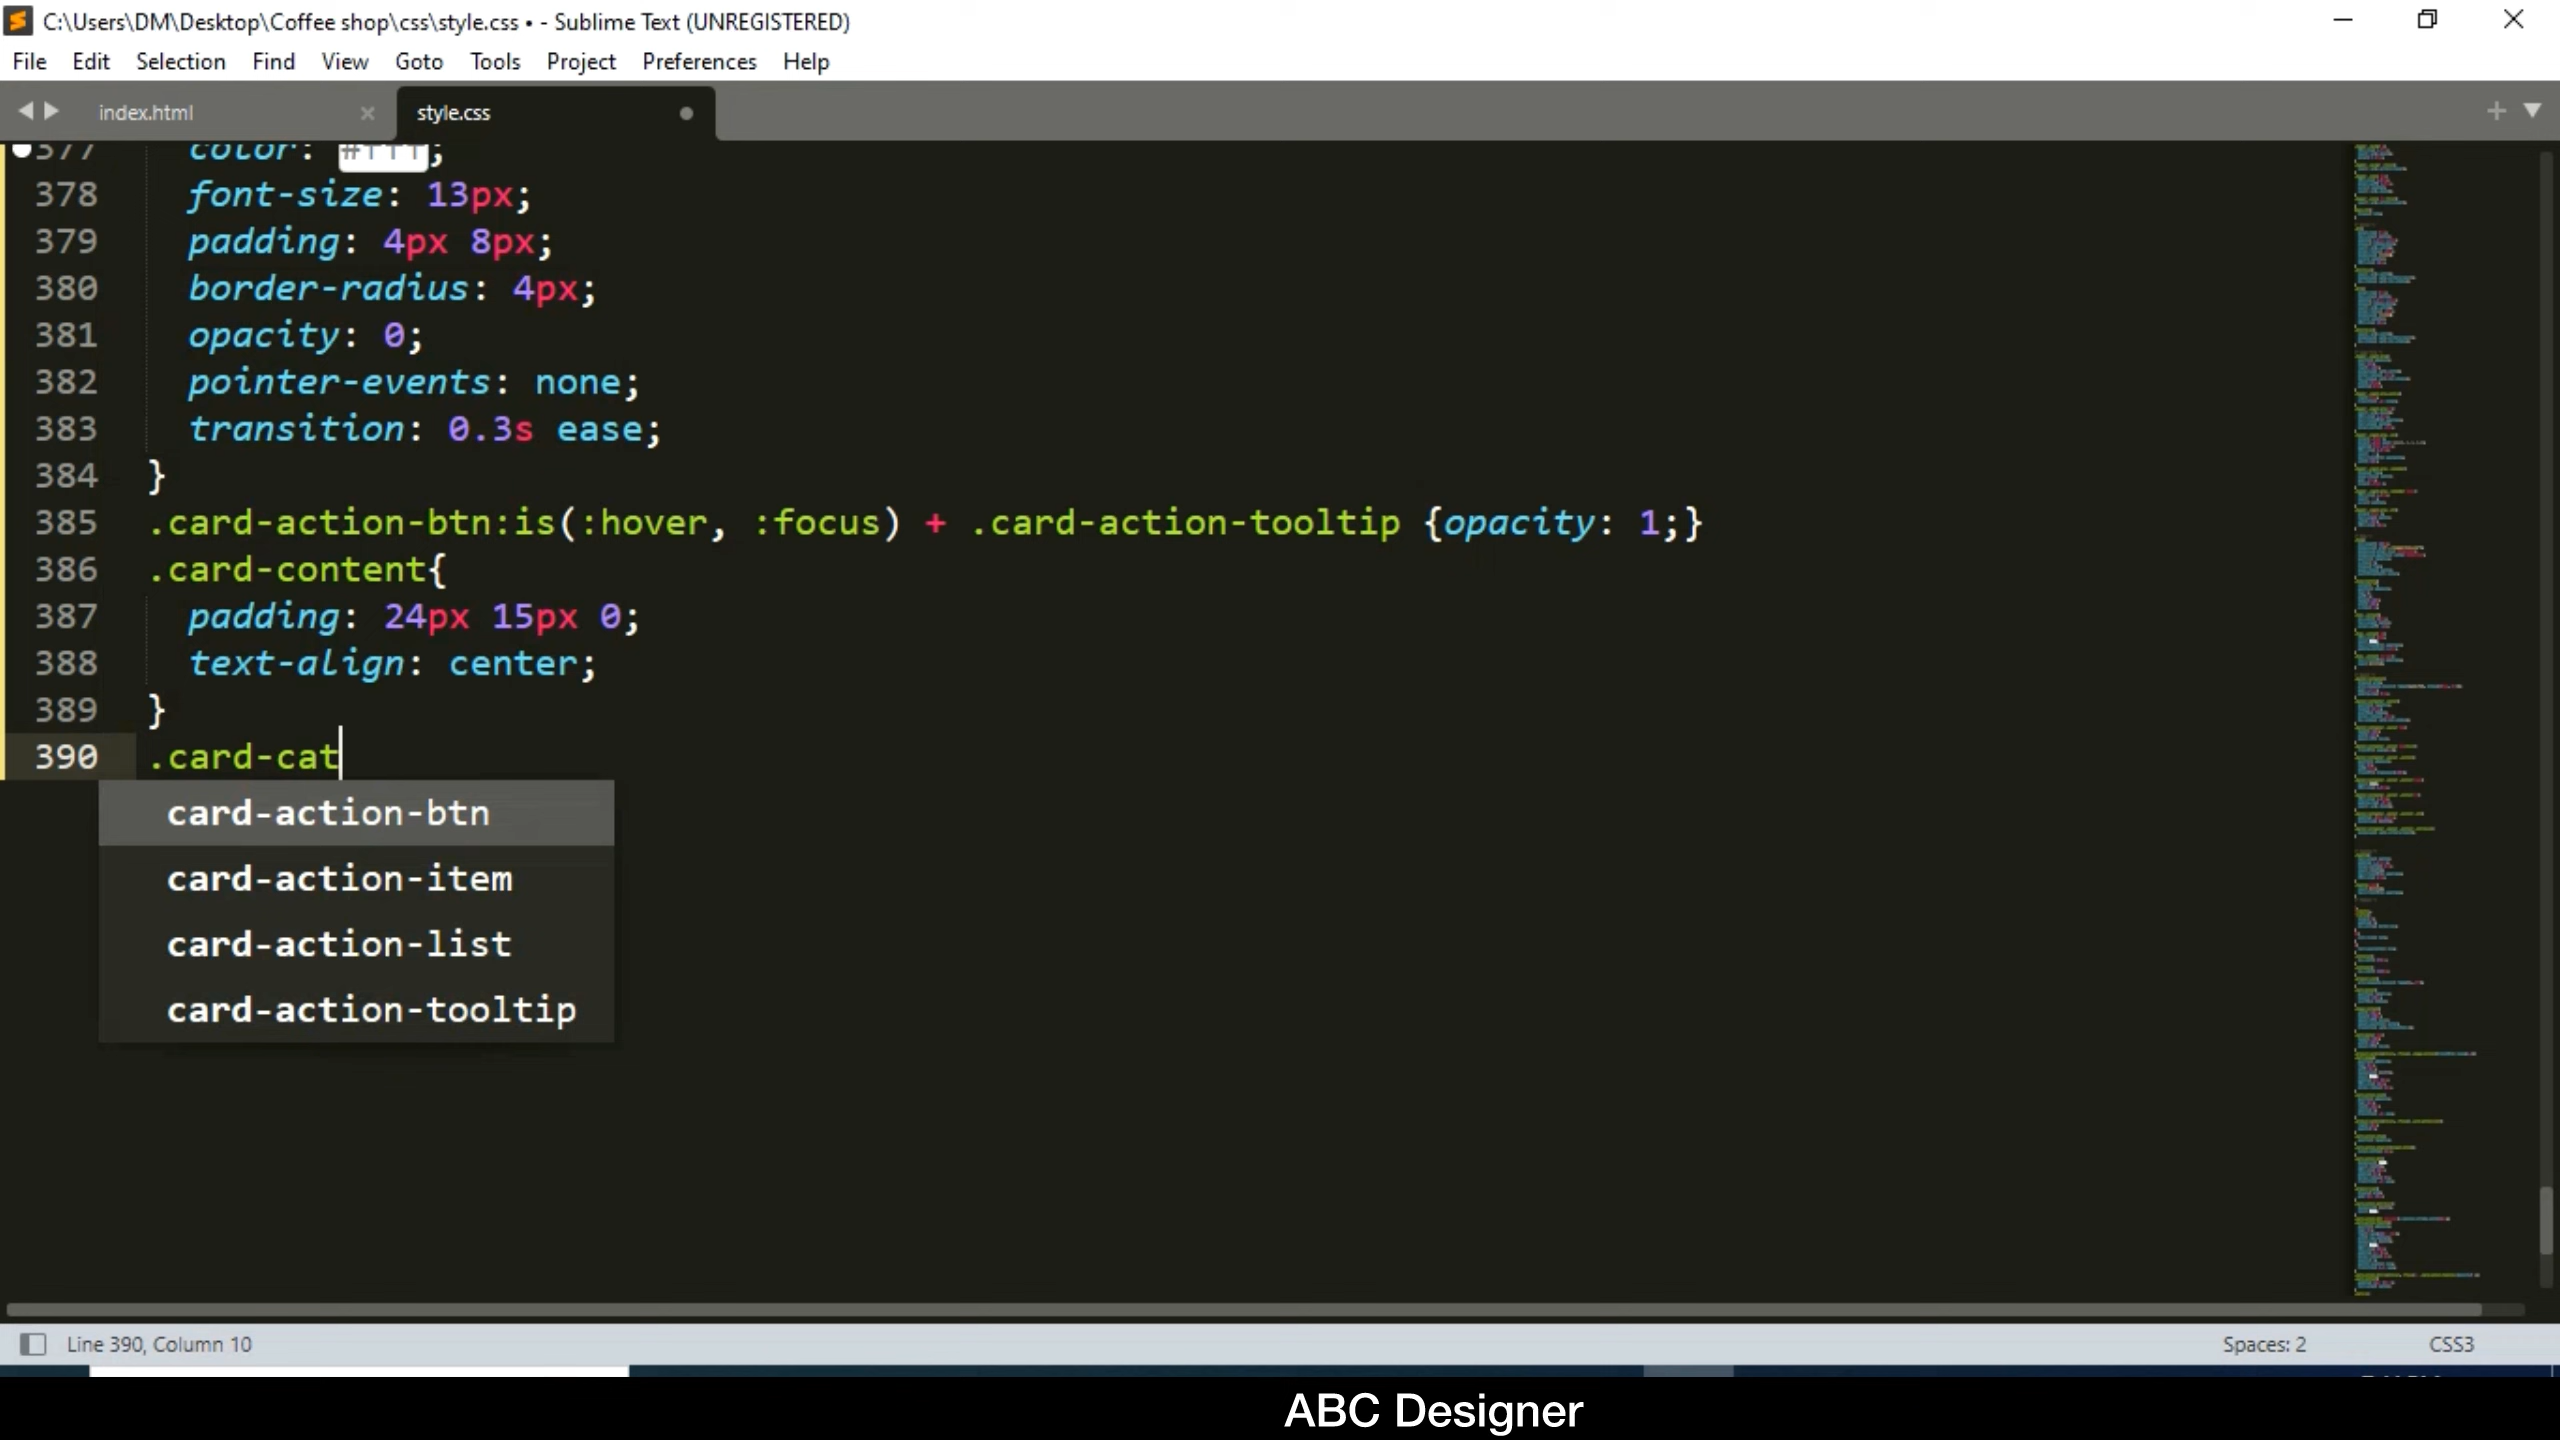 C:\Users\DM\Desktop\Coffee shop\css\style.css • - Sublime Text (UNREGISTERED)
File Edit Selection Find View Goto Tools Project Preferences Help
index.html style.css
377 color: #fff;
378 font-size: 13px;
379 padding: 4px 8px;
380 border-radius: 4px;
381 opacity: 0;
382 pointer-events: none;
383 transition: 0.3s ease;
384 }
385 .card-action-btn:is(:hover, :focus) + .card-action-tooltip {opacity: 1;}
386 .card-content{
387 padding: 24px 15px 0;
388 text-align: center;
389 }
390 .card-cat
card-action-btn
card-action-item
card-action-list
card-action-tooltip
Line 390, Column 10 Spaces: 2 CSS3
ABC Designer